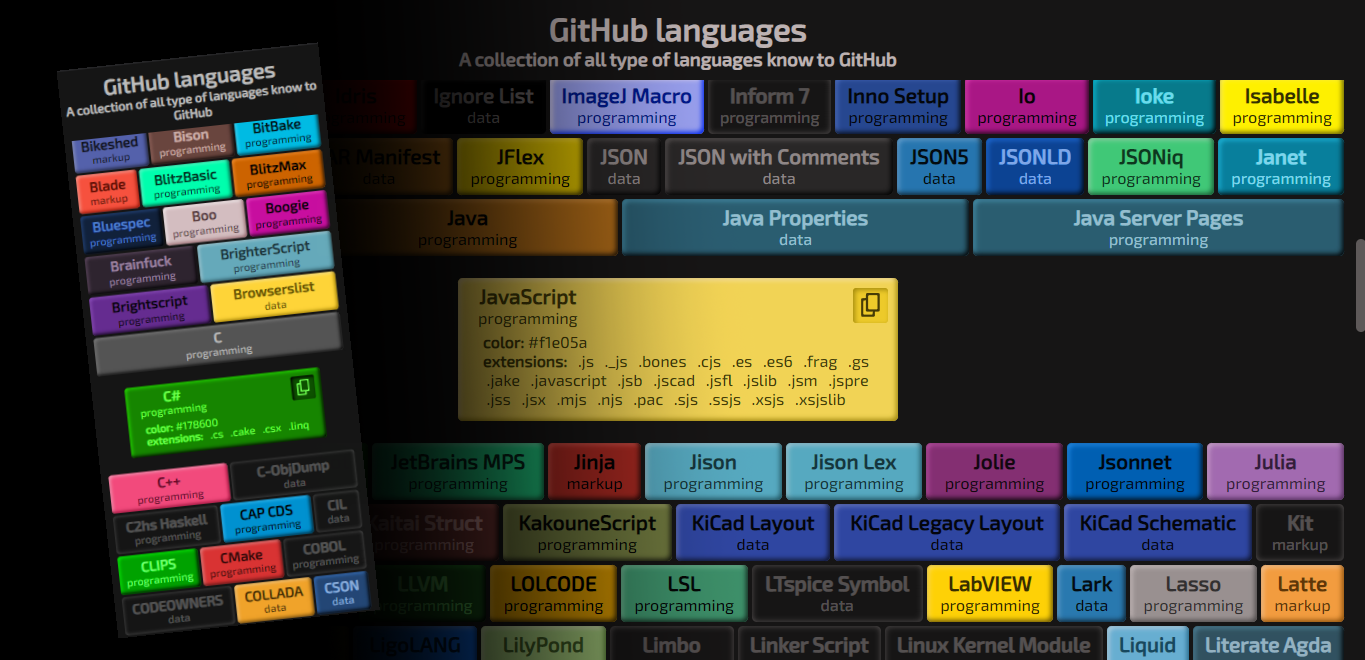 GitHub languages
A collection of all type of languages know to
GitHub
Bikeshed
markup
Bison
programming
BitBake
programming
Blade
markup
BlitzBasic
programming
BlitzMax
programming
Bluespec
programming
Boo
programming
Boogie
programming
Brainfuck
programming
BrighterScript
programming
Brightscript
programming
Browserslist
data
C
programming
C#
programming
color: #178600
extensions: .cs .cake .csx .linq
C++
programming
C-ObjDump
data
C2hs Haskell
programming
CAP CDS
programming
CIL
data
CLIPS
programming
CMake
programming
COBOL
programming
CODEOWNERS
data
COLLADA
data
CSON
data
GitHub languages
A collection of all type of languages know to GitHub
programming
Ignore List
data
ImageJ Macro
programming
Inform 7
programming
Inno Setup
programming
Io
programming
Ioke
programming
Isabelle
programming
R Manifest
data
JFlex
programming
JSON
data
JSON with Comments
data
JSON5
data
JSONLD
data
JSONiq
programming
Janet
programming
Java
programming
Java Properties
data
Java Server Pages
programming
JavaScript
programming
color: #f1e05a
extensions: .js ._js .bones .cjs .es .es6 .frag .gs
.jake .javascript .jsb .jscad .jsfl .jslib .jsm .jspre
.jss .jsx .mjs .njs .pac .sjs .ssjs .xsjs .xsjslib
JetBrains MPS
programming
Jinja
markup
Jison
programming
Jison Lex
programming
Jolie
programming
Jsonnet
programming
Julia
programming
Kaitai Struct
programming
KakouneScript
programming
KiCad Layout
data
KiCad Legacy Layout
data
KiCad Schematic
data
Kit
markup
LLVM
programming
LOLCODE
programming
LSL
programming
LTspice Symbol
data
LabVIEW
programming
Lark
data
Lasso
programming
Latte
markup
LigoLANG
LilyPond
Limbo
Linker Script
Linux Kernel Module
Liquid
Literate Agda